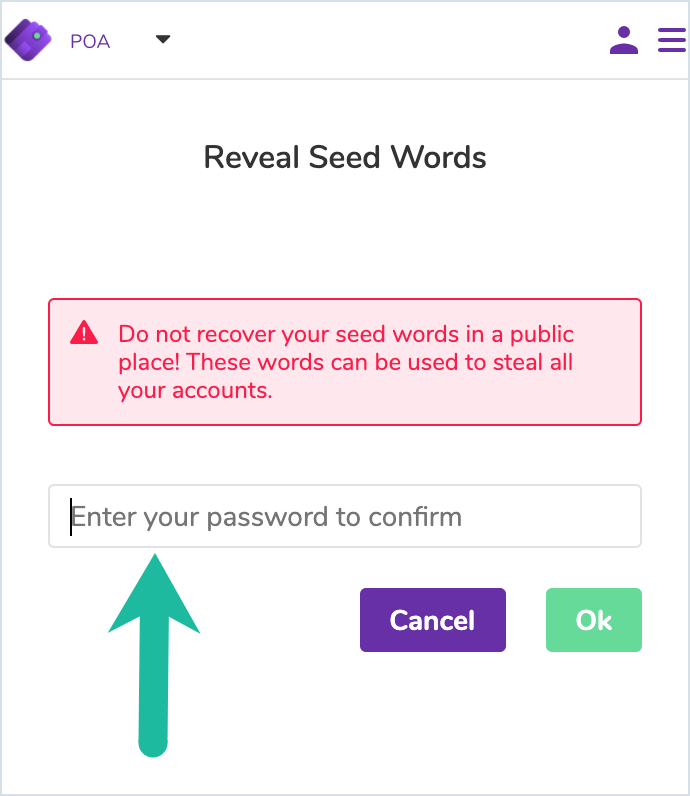 POA
Reveal Seed Words
Do not recover your seed words in a public
place! These words can be used to steal all
your accounts.
Enter your password to confirm
Cancel
Ok